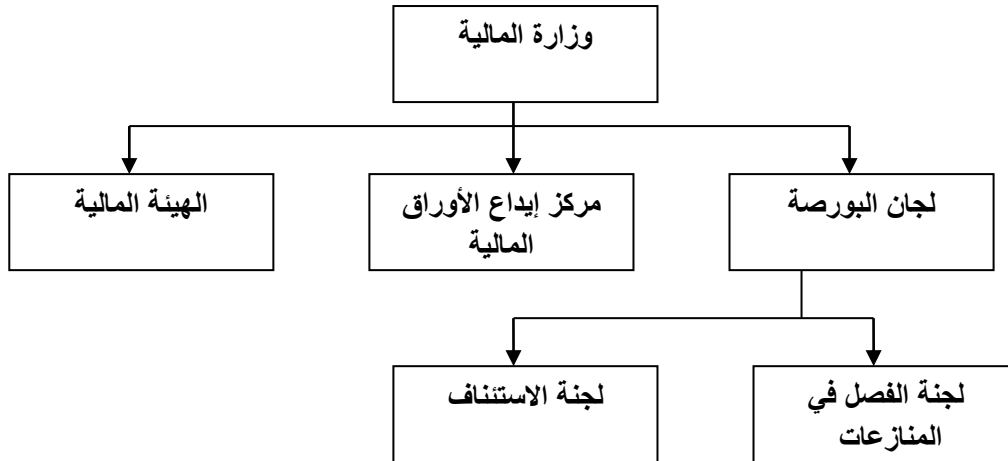 وزارة المالية
لجان البورصة
مركز إيداع الأوراق
المالية
الهيئة المالية
لجنة الفصل في
المنازعات
لجنة الاستئناف